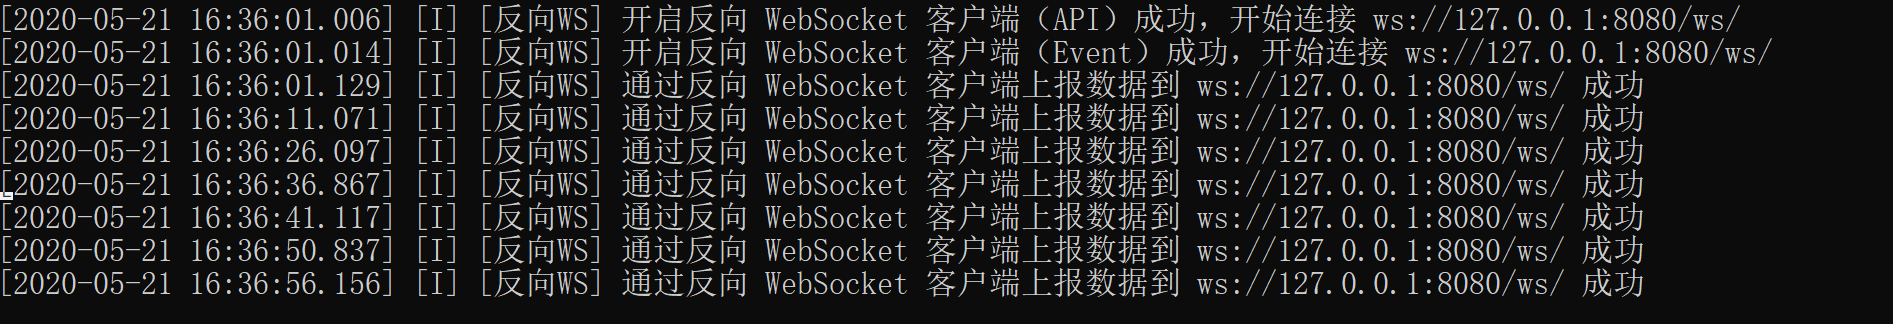 [2020-05-21 16:36:01.006] [I] [反向WS] 开启反向 WebSocket 客户端（API）成功，开始连接 ws://127.0.0.1:8080/ws/
[2020-05-21 16:36:01.014] [I] [反向WS] 开启反向 WebSocket 客户端（Event）成功，开始连接 ws://127.0.0.1:8080/ws/
[2020-05-21 16:36:01.129] [I] [反向WS] 通过反向 WebSocket 客户端上报数据到 ws://127.0.0.1:8080/ws/ 成功
[2020-05-21 16:36:11.071] [I] [反向WS] 通过反向 WebSocket 客户端上报数据到 ws://127.0.0.1:8080/ws/ 成功
[2020-05-21 16:36:26.097] [I] [反向WS] 通过反向 WebSocket 客户端上报数据到 ws://127.0.0.1:8080/ws/ 成功
[2020-05-21 16:36:36.867] [I] [反向WS] 通过反向 WebSocket 客户端上报数据到 ws://127.0.0.1:8080/ws/ 成功
[2020-05-21 16:36:41.117] [I] [反向WS] 通过反向 WebSocket 客户端上报数据到 ws://127.0.0.1:8080/ws/ 成功
[2020-05-21 16:36:50.837] [I] [反向WS] 通过反向 WebSocket 客户端上报数据到 ws://127.0.0.1:8080/ws/ 成功
[2020-05-21 16:36:56.156] [I] [反向WS] 通过反向 WebSocket 客户端上报数据到 ws://127.0.0.1:8080/ws/ 成功